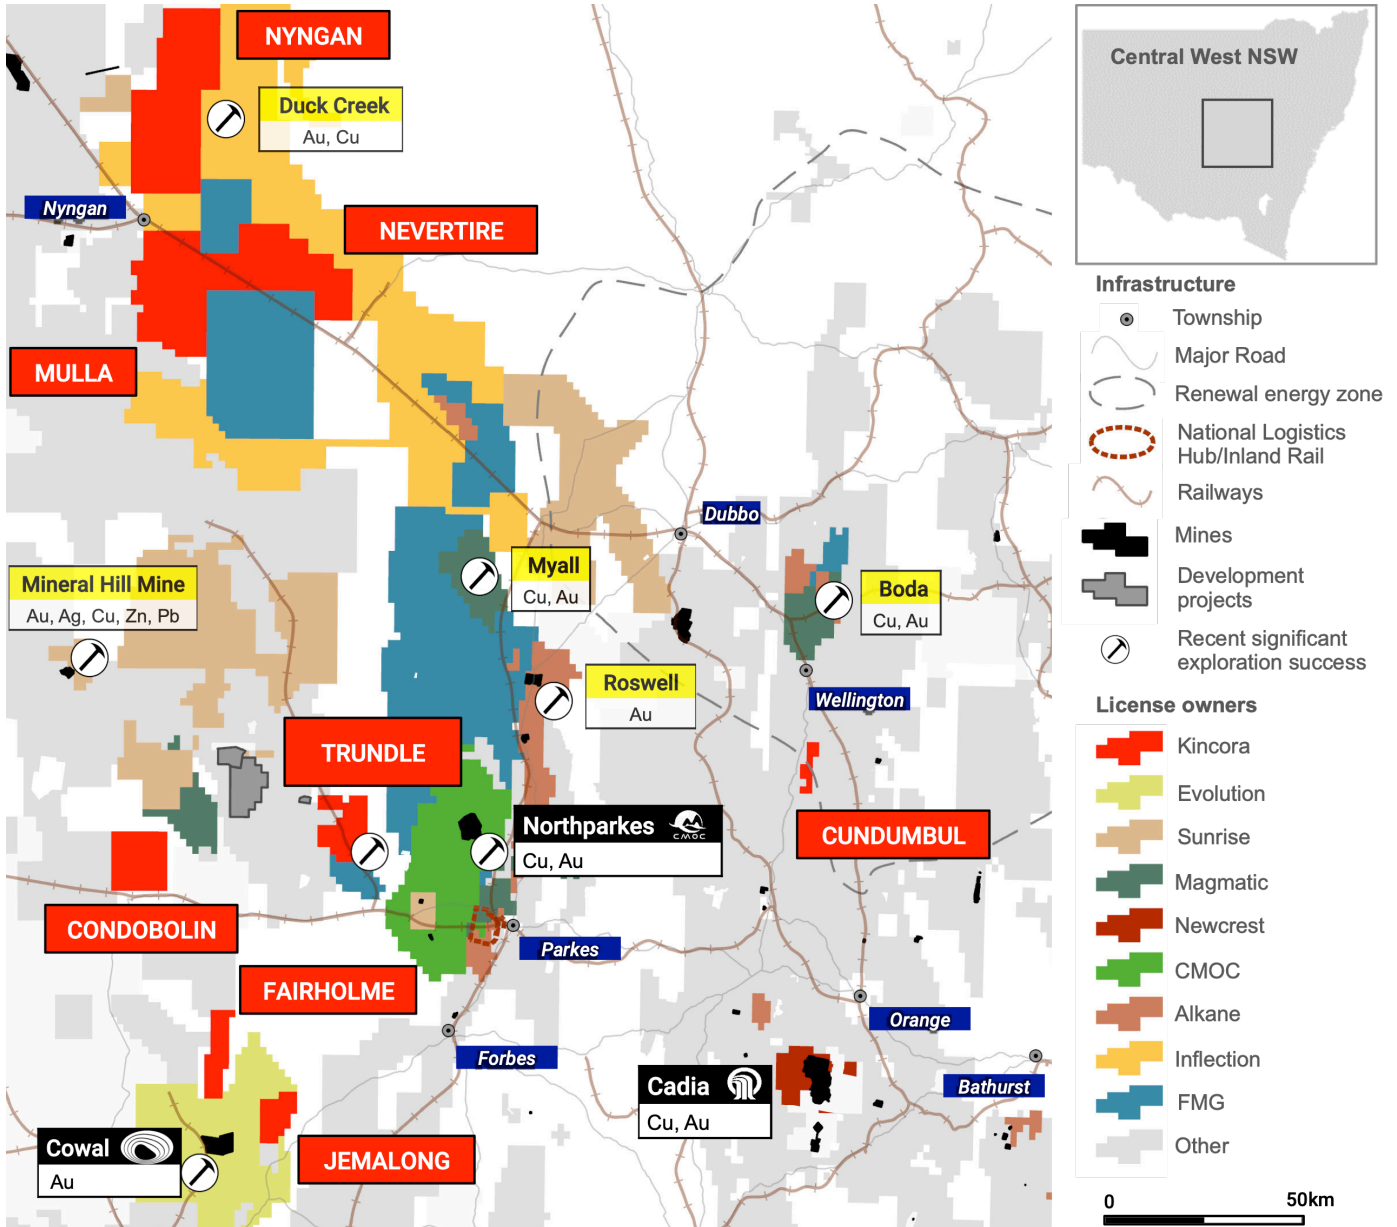 NYGAN
Duck Creek
Au, Cu
Nyngan
NEVERTIRE
MULLA
Dubbo
Mineral Hill Mine
Au, Ag, Cu, Zn, Pb
Myall
Cu, Au
Boda
Cu, Au
Roswell
Au
Wellington
TRUNDLE
Northparkes
CMOC
Cu, Au
CUNDUMBUL
CONDOBOLIN
Parkes
FAIRHOLME
Orange
Forbes
Cadia
Cu, Au
Bathurst
Cowal
Au
JEMALONG
Central West NSW
Infrastructure
Township
Major Road
Renewal energy zone
National Logistics
Hub/Inland Rail
Railways
Mines
Development
projects
Recent significant
exploration success
License owners
Kincora
Evolution
Sunrise
Magmatic
Newcrest
CMOC
Alkane
Inflection
FMG
Other
0
50km